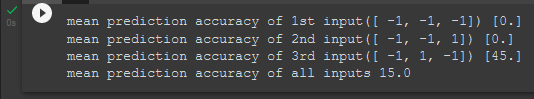 mean prediction accuracy of 1st input([ -1, -1, -1]) [0.]
0s
mean prediction accuracy of 2nd input([ -1, -1, 1]) [0.]
mean prediction accuracy of 3rd input([ -1, 1, -1]) [45.]
mean prediction accuracy of all inputs 15.0